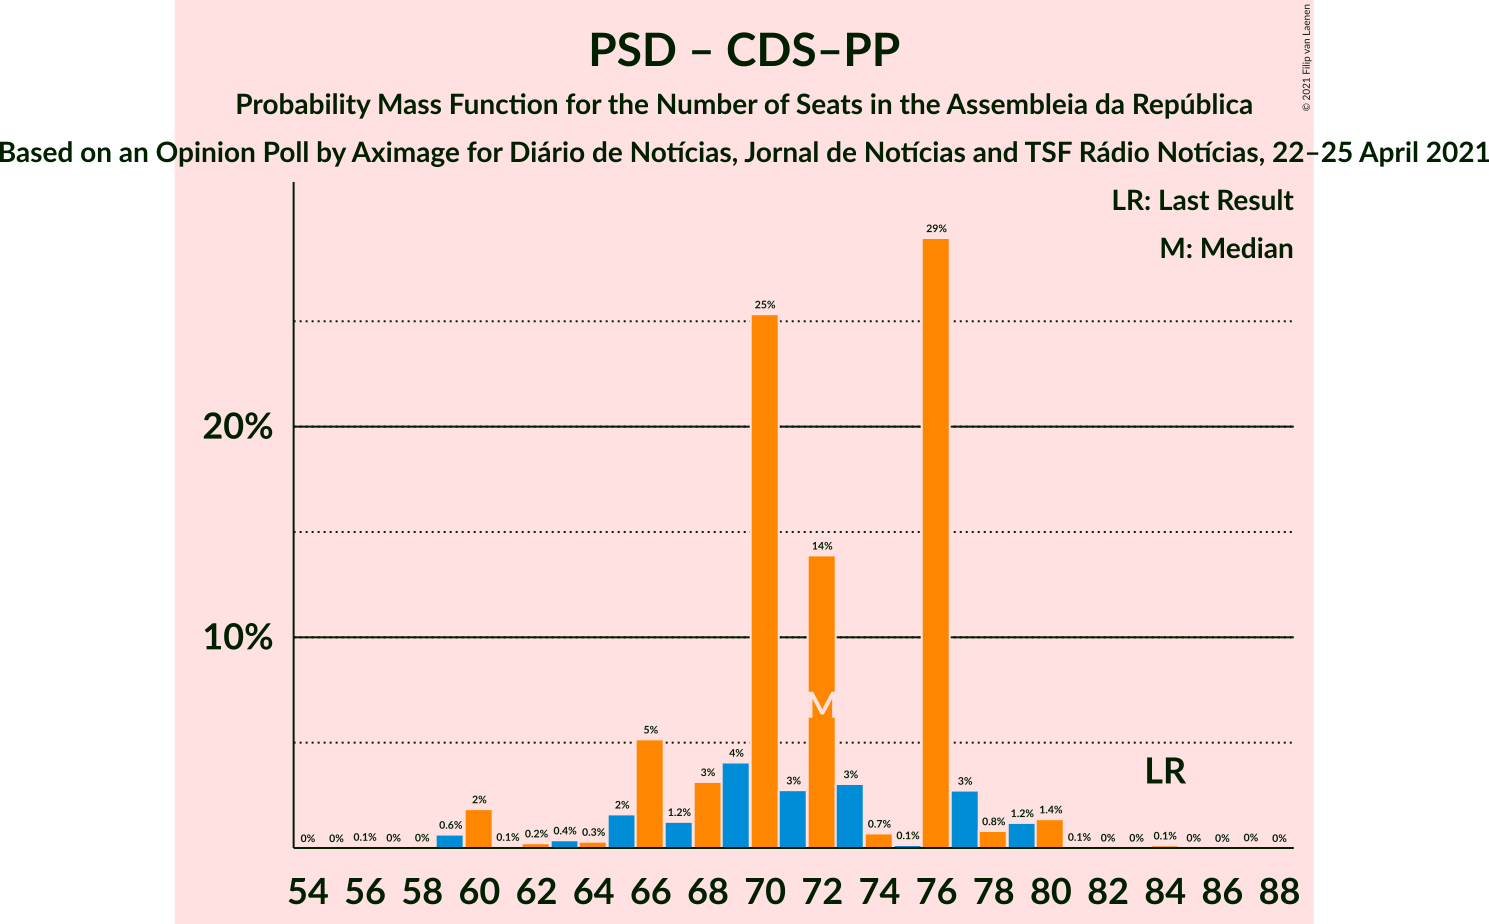 PSD – CDS–PP
Probability Mass Function for the Number of Seats in the Assembleia da República
Based on an Opinion Poll by Aximage for Diário de Notícias, Jornal de Notícias and TSF Rádio Notícias, 22–25 April 2021
© 2021 Filip van Laenen
LR: Last Result
M: Median
20%
10%
0% 0% 0.1% 0% 0% 0.6% 2% 0.1% 0.2% 0.4% 0.3% 2% 5% 1.2% 3% 4% 25% 3% 14% 3% 0.7% 0.1% 29% 3% 0.8% 1.2% 1.4% 0.1% 0% 0% 0.1% 0% 0% 0% 0%
M
LR
54 56 58 60 62 64 66 68 70 72 74 76 78 80 82 84 86 88